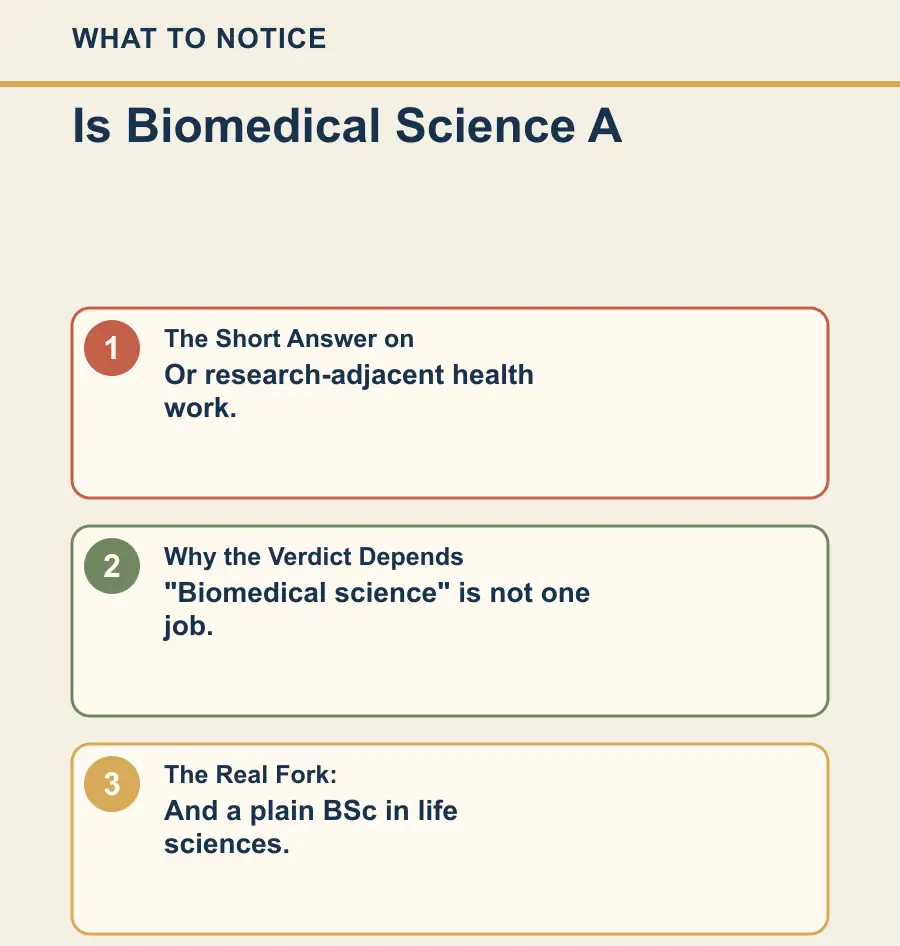 WHAT TO NOTICE
Is Biomedical Science A
1
The Short Answer on
Or research-adjacent health
work.
2
Why the Verdict Depends
"Biomedical science" is not one
job.
3
The Real Fork:
And a plain BSc in life
sciences.